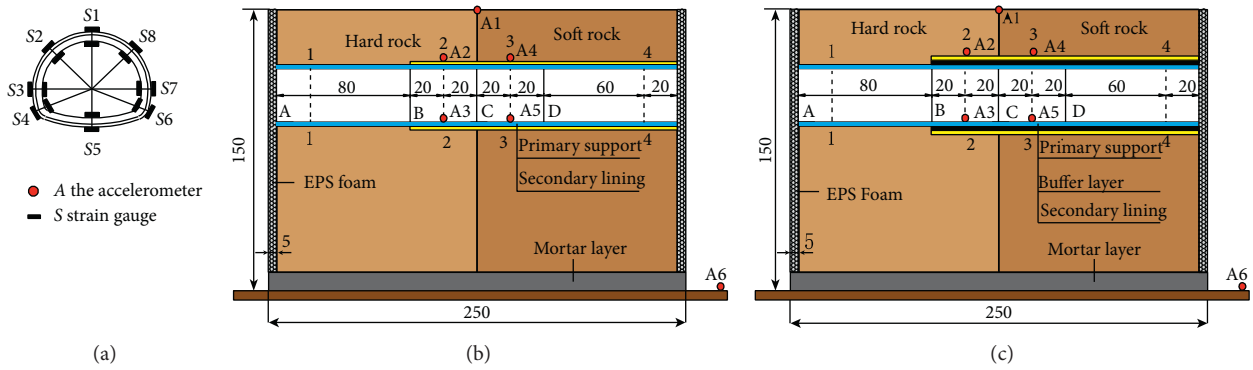 S1
S2
S8
S3
S7
S4
S6
S5
A the accelerometer
S strain gauge
(a)
A1
Hard rock
Soft rock
1
2
A2
3
A4
4
80
20
20
20
20
60
20
A
B
A3
C
A5
D
1
2
3
4
Primary support
Secondary lining
EPS foam
150
5
Mortar layer
A6
250
(b)
A1
Hard rock
Soft rock
1
2
A2
3
A4
4
80
20
20
20
20
60
20
A
B
A3
C
A5
D
1
2
3
4
Primary support
Buffer layer
Secondary lining
EPS Foam
150
5
Mortar layer
A6
250
(c)